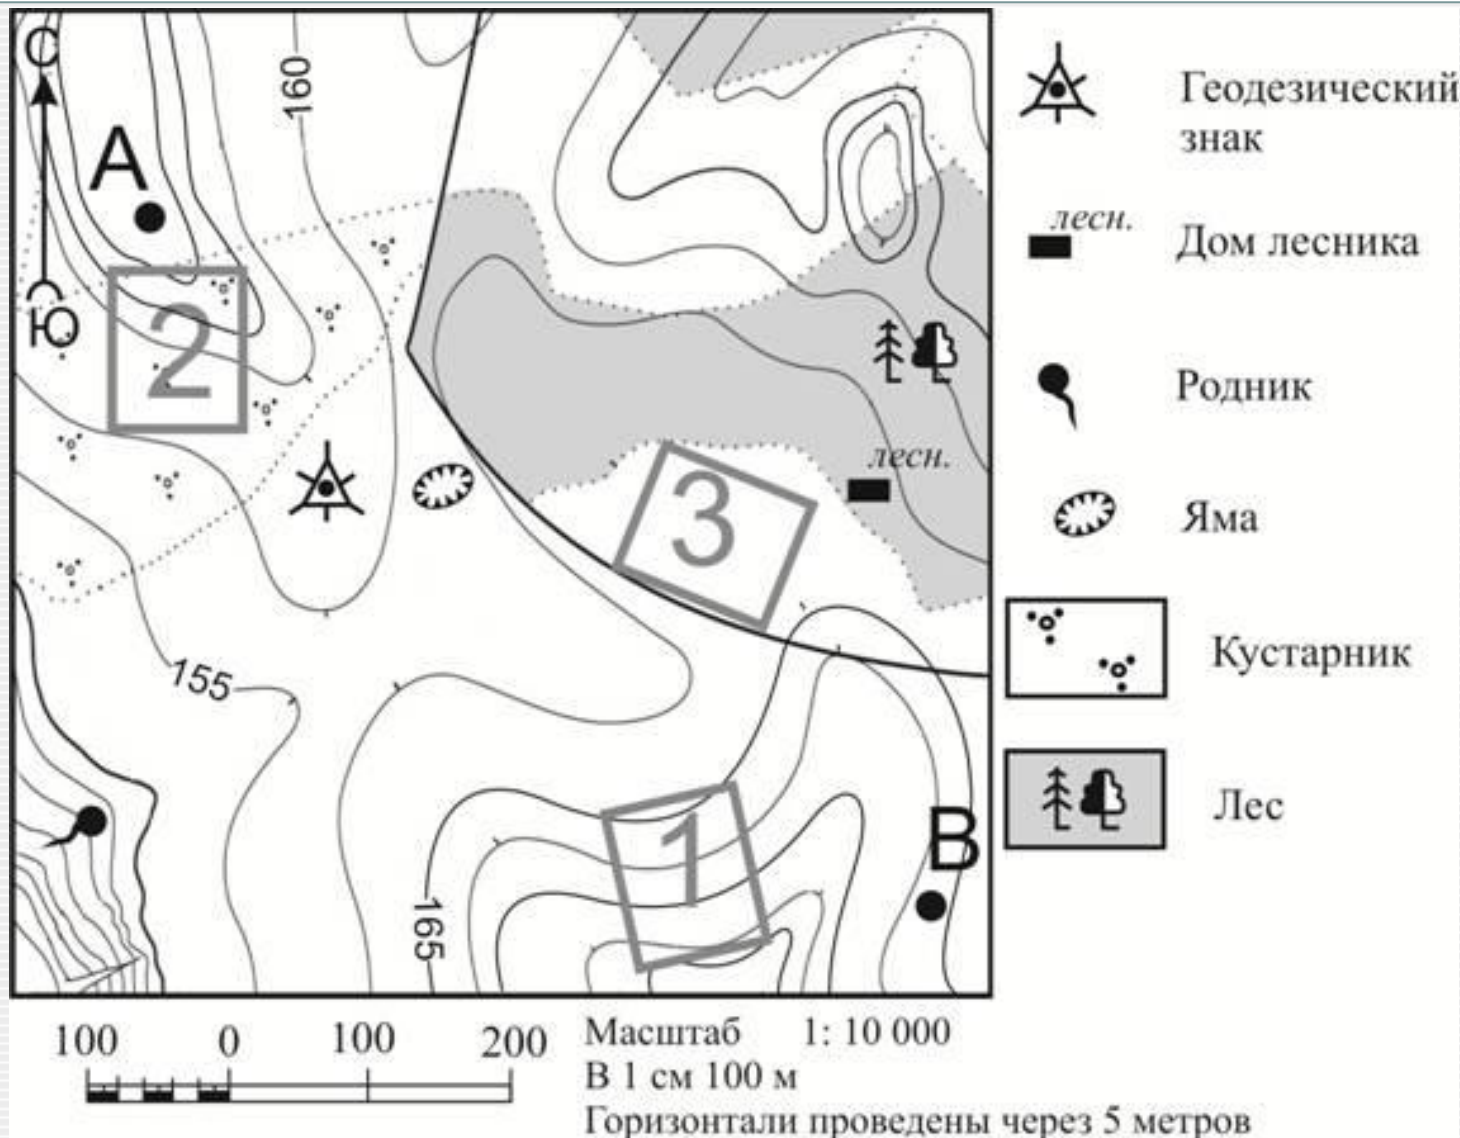 С
160
А
Ю
2
3
лесн.
155
1
165
В
Геодезический
знак
лесн.
Дом лесника
Родник
Яма
Кустарник
Лес
100 0 100 200
Масштаб 1: 10 000
В 1 см 100 м
Горизонтали проведены через 5 метров